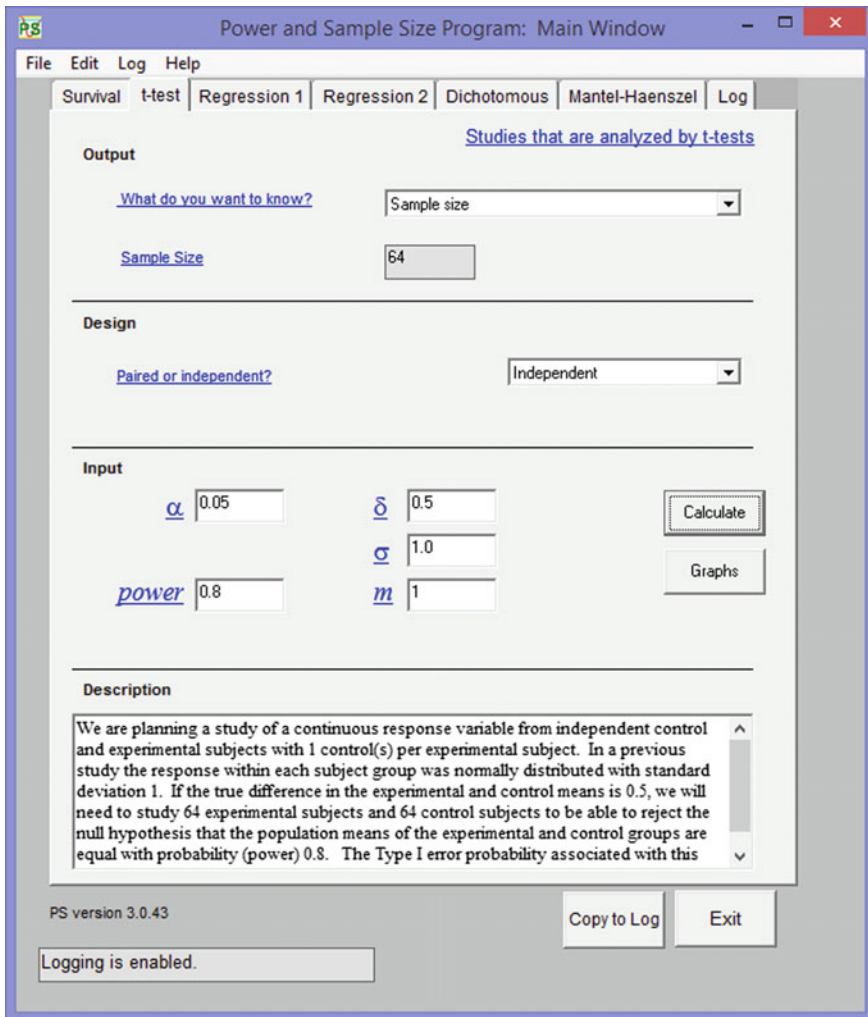 PS
Power and Sample Size Program: Main Window
File Edit Log Help
Survival t-test Regression 1 Regression 2 Dichotomous Mantel-Haenszel Log
Studies that are analyzed by t-tests
Output
What do you want to know?
Sample size
Sample Size
64
Design
Paired or independent?
Independent
Input
α 0.05
δ 0.5
Calculate
σ 1.0
Graphs
power 0.8
m 1
Description
We are planning a study of a continuous response variable from independent control
and experimental subjects with 1 control(s) per experimental subject. In a previous
study the response within each subject group was normally distributed with standard
deviation 1. If the true difference in the experimental and control means is 0.5, we will
need to study 64 experimental subjects and 64 control subjects to be able to reject the
null hypothesis that the population means of the experimental and control groups are
equal with probability (power) 0.8. The Type I error probability associated with this
PS version 3.0.43
Copy to Log
Exit
Logging is enabled.